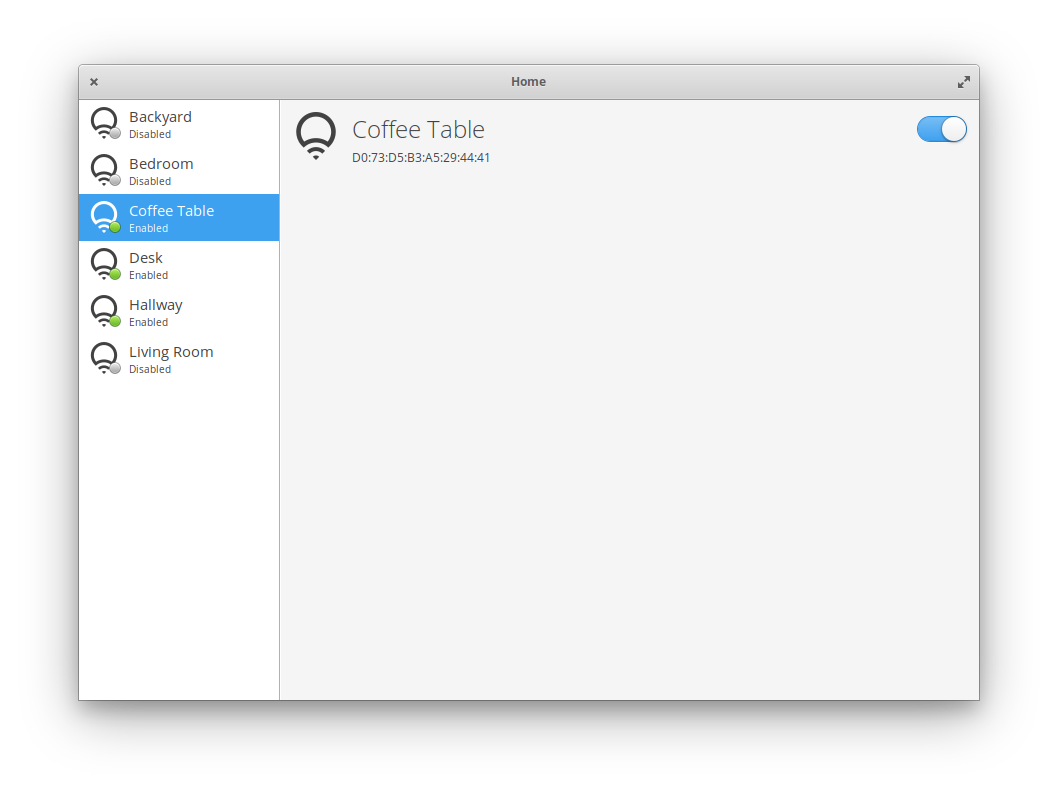 Home
Backyard
Disabled
Bedroom
Disabled
Coffee Table
Enabled
Desk
Enabled
Hallway
Enabled
Living Room
Disabled
Coffee Table
D0:73:D5:B3:A5:29:44:41